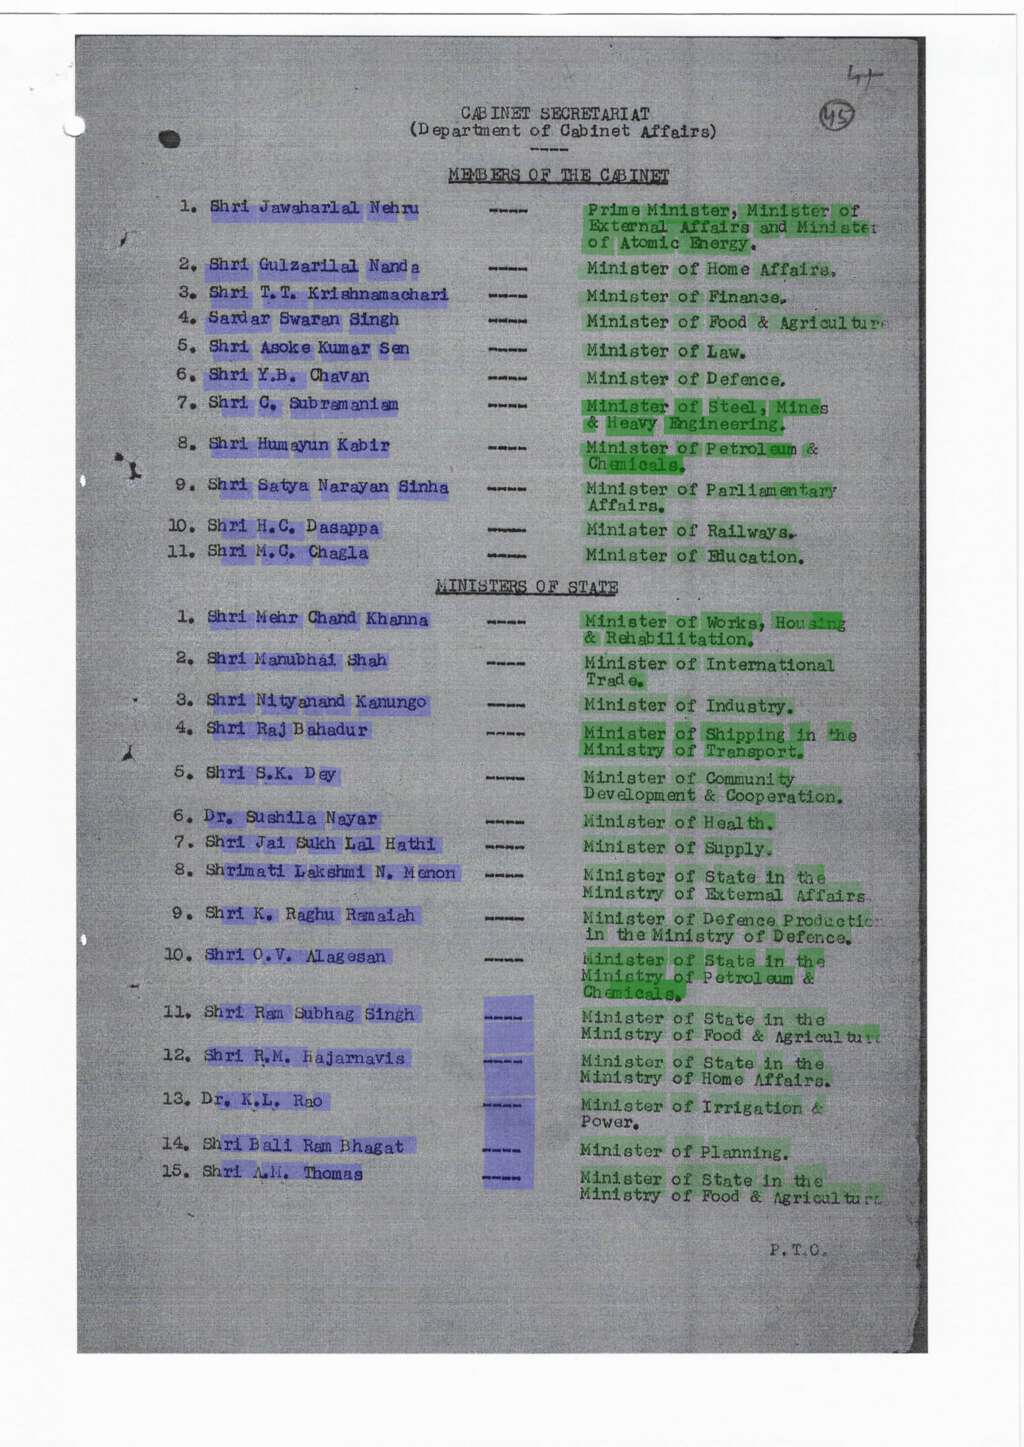 44
45
CABINET SECRETARIAT
(Department of Cabinet Affairs)
-----
MEMBERS OF THE CABINET
1. Shri Jawaharlal Nehru ---- Prime Minister, Minister of
External Affairs and Minister
of Atomic Energy.
2. Shri Gulzarilal Nanda ---- Minister of Home Affairs.
3. Shri T.T. Krishnamachari ---- Minister of Finance.
4. Sardar Swaran Singh ---- Minister of Food & Agriculture
5. Shri Asoke Kumar Sen ---- Minister of Law.
6. Shri Y.B. Chavan ---- Minister of Defence.
7. Shri C. Subramaniam ---- Minister of Steel, Mines
& Heavy Engineering.
8. Shri Humayun Kabir Minister of Petroleum &
Chemicals.
9. Shri Satya Narayan Sinha ---- Minister of Parliamentary
Affairs.
10. Shri H.C. Dasappa ---- Minister of Railways.
11. Shri M.C. Chagla ---- Minister of Education.
MINISTERS OF STATE
1. Shri Mehr Chand Khanna ---- Minister of Works, Housing
& Rehabilitation.
2. Shri Manubhai Shah ---- Minister of International
Trade.
3. Shri Nityanand Kanungo ---- Minister of Industry.
4. Shri Raj Bahadur ---- Minister of Shipping in the
Ministry of Transport.
5. Shri S.K. Dey ---- Minister of Community
Development & Cooperation.
6. Dr. Sushila Nayar ---- Minister of Health.
7. Shri Jai Sukh Lal Hathi ---- Minister of Supply.
8. Shrimati Lakshmi N. Menon ---- Minister of State in the
Ministry of External Affairs.
9. Shri K. Raghu Ramaiah ---- Minister of Defence Productio
in the Ministry of Defence.
10. Shri O.V. Alagesan ---- Minister of State in the
Ministry of Petroleum &
Chemicals.
11. Shri Ram Subhag Singh ---- Minister of State in the
Ministry of Food & Agriculture
12. Shri R.M. Hajarnavis ---- Minister of State in the
Ministry of Home Affairs.
13. Dr. K.L. Rao ---- Minister of Irrigation &
Power.
14. Shri Bali Ram Bhagat ---- Minister of Planning.
15. Shri A.M. Thomas ---- Minister of State in the
Ministry of Food & Agriculture
P.T.O.